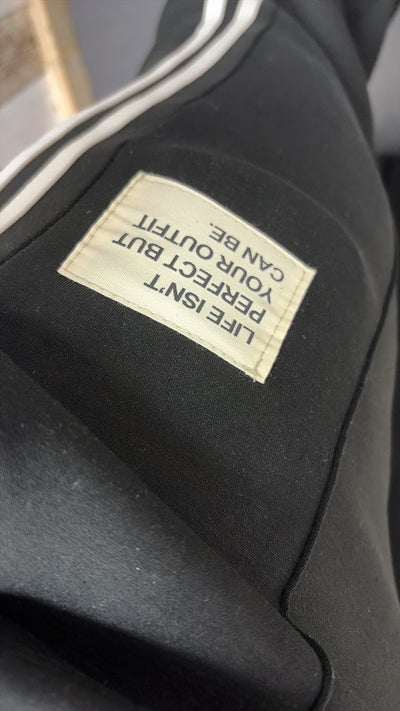 LIFE ISN'T
PERFECT BUT
YOUR OUTFIT
CAN BE.